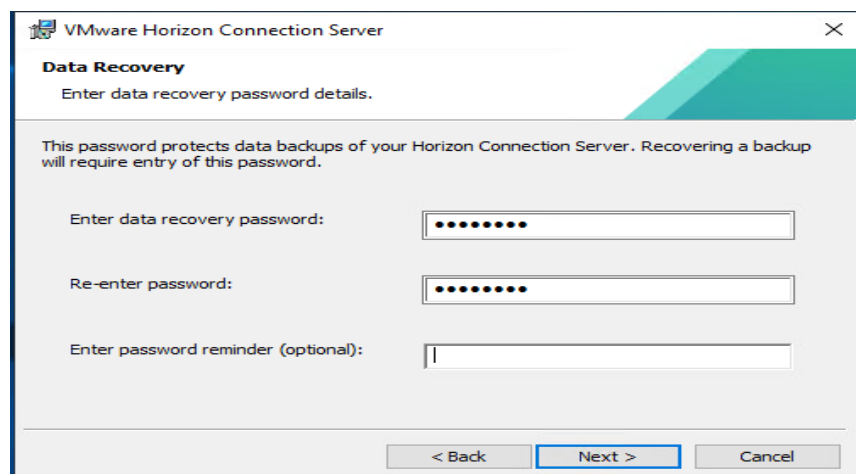 VMware Horizon Connection Server
Data Recovery
Enter data recovery password details.
This password protects data backups of your Horizon Connection Server. Recovering a backup
will require entry of this password.
Enter data recovery password:
●●●●●●●●
Re-enter password:
●●●●●●●●
Enter password reminder (optional):
< Back
Next >
Cancel